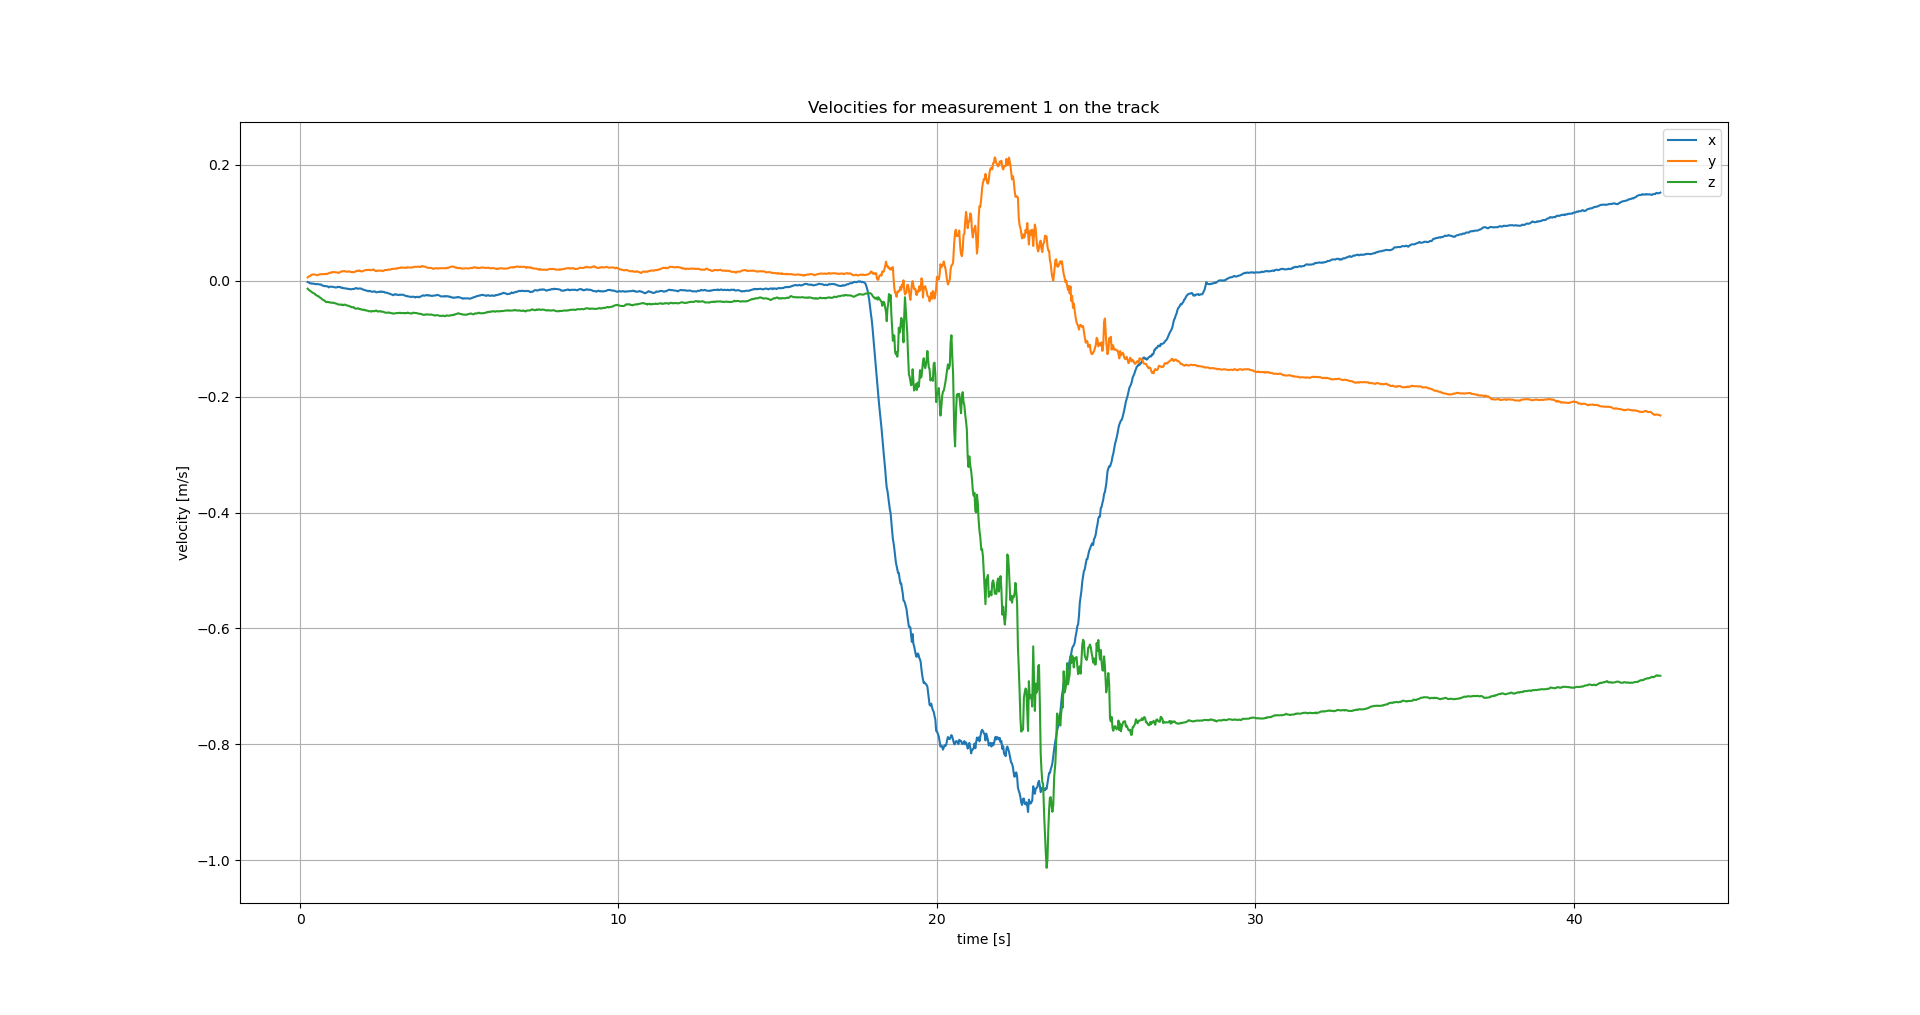 Velocities for measurement 1 on the track
x
y
z
0.2
0.0
−0.2
−0.4
−0.6
−0.8
−1.0
velocity [m/s]
0 10 20 30 40
time [s]